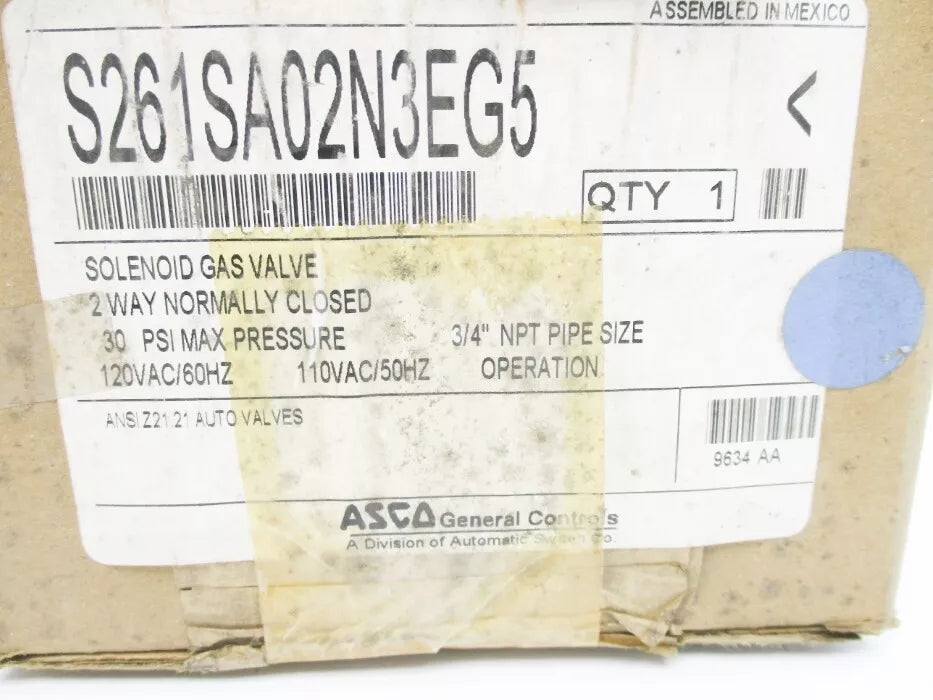 ASSEMBLED IN MEXICO
S261SA02N3EG5
<
QTY 1
SOLENOID GAS VALVE
2 WAY NORMALLY CLOSED
30 PSI MAX PRESSURE 3/4" NPT PIPE SIZE
120VAC/60HZ 110VAC/50HZ OPERATION
ANSI Z21.21 AUTO VALVES
9634 AA
ASCO General Controls
A Division of Automatic Switch Co.